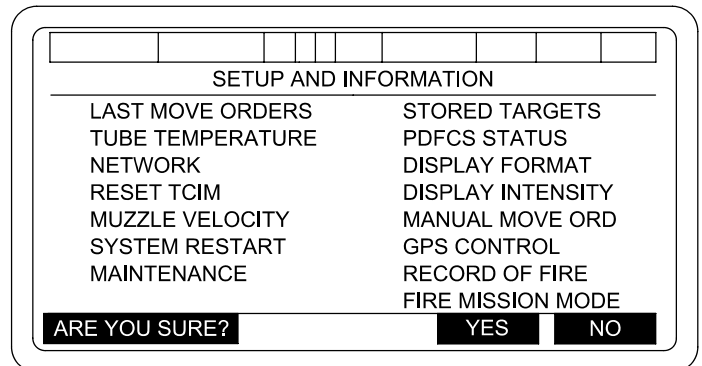 SETUP AND INFORMATION
LAST MOVE ORDERS
TUBE TEMPERATURE
NETWORK
RESET TCIM
MUZZLE VELOCITY
SYSTEM RESTART
MAINTENANCE
STORED TARGETS
PDFCS STATUS
DISPLAY FORMAT
DISPLAY INTENSITY
MANUAL MOVE ORD
GPS CONTROL
RECORD OF FIRE
FIRE MISSION MODE
ARE YOU SURE? YES NO